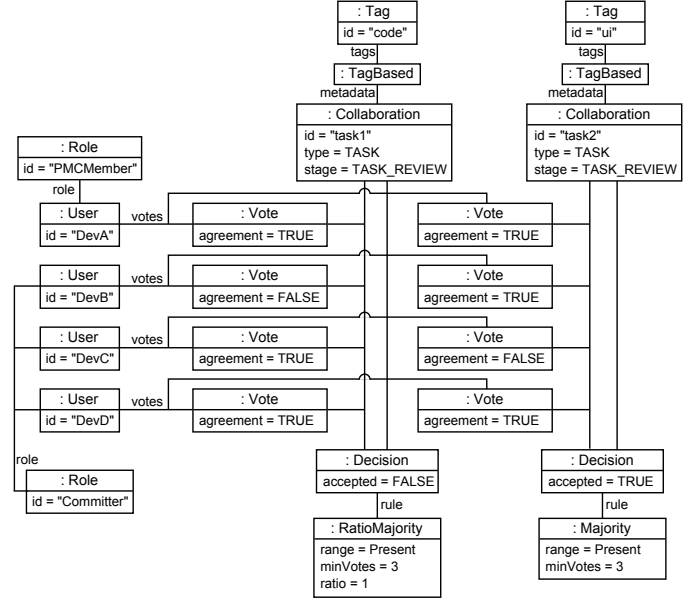 : Tag
id = "code"
tags
: TagBased
metadata
: Collaboration
id = "task1"
type = TASK
stage = TASK_REVIEW
: Tag
id = "ui"
tags
: TagBased
metadata
: Collaboration
id = "task2"
type = TASK
stage = TASK_REVIEW
: Role
id = "PMCMember"
role
: User
id = "DevA"
votes
: Vote
agreement = TRUE
: Vote
agreement = TRUE
: User
id = "DevB"
votes
: Vote
agreement = FALSE
: Vote
agreement = TRUE
: User
id = "DevC"
votes
: Vote
agreement = TRUE
: Vote
agreement = FALSE
: User
id = "DevD"
votes
: Vote
agreement = TRUE
: Vote
agreement = TRUE
role
: Role
id = "Committer"
: Decision
accepted = FALSE
rule
: RatioMajority
range = Present
minVotes = 3
ratio = 1
: Decision
accepted = TRUE
rule
: Majority
range = Present
minVotes = 3